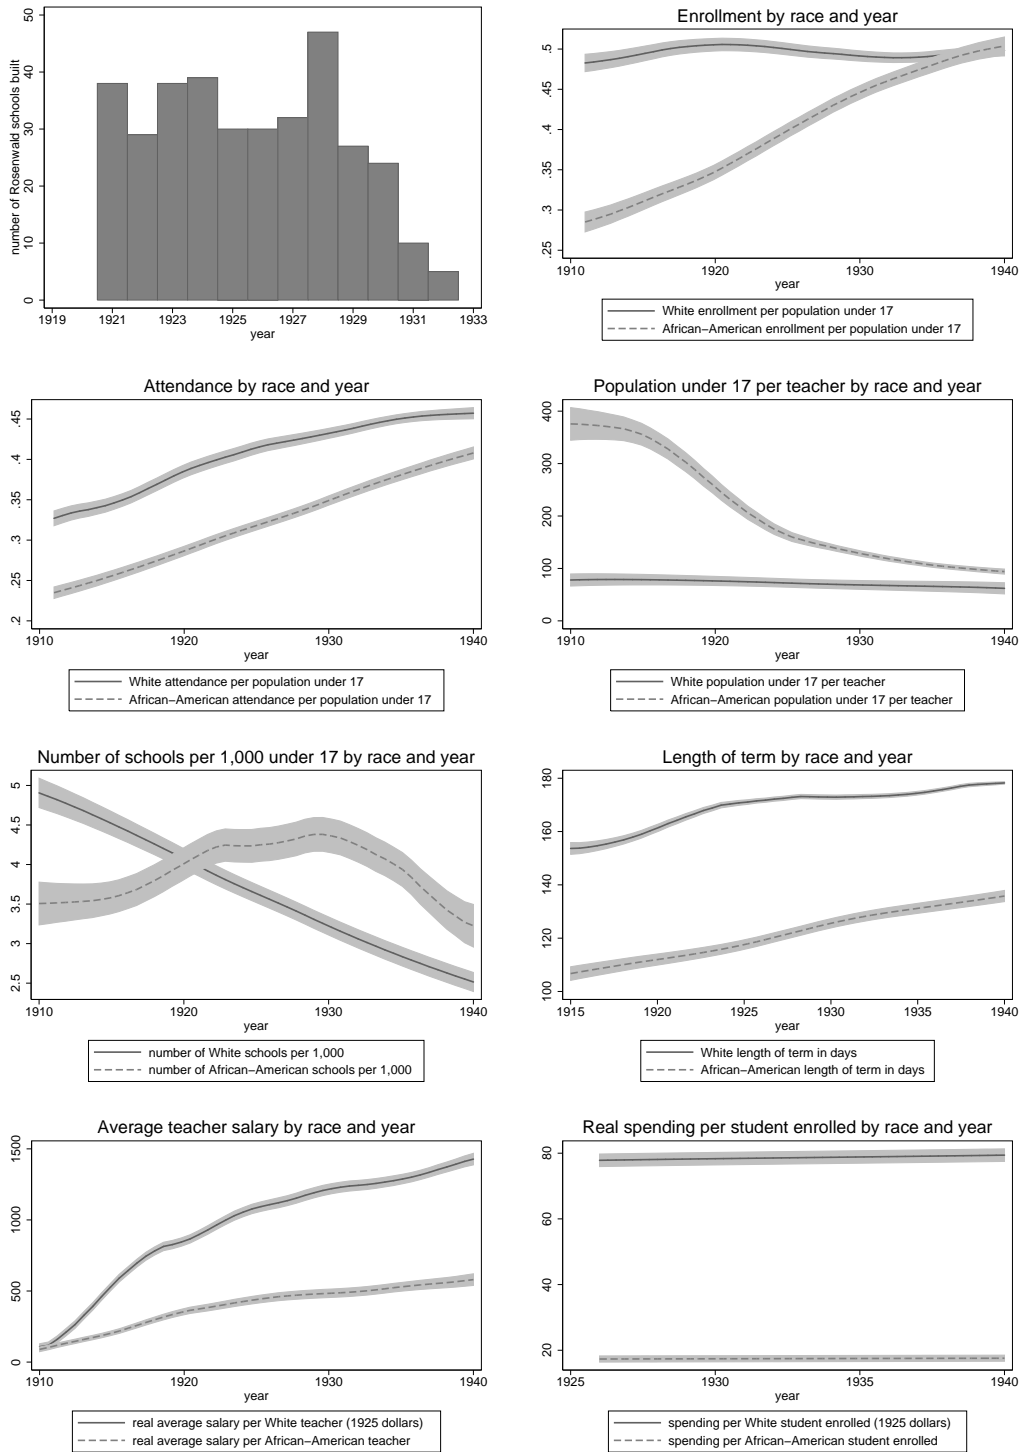 number of Rosenwald schools built
0 10 20 30 40 50
1919 1921 1923 1925 1927 1929 1931 1933
year
Enrollment by race and year
.25 .3 .35 .4 .45 .5
1910 1920 1930 1940
year
White enrollment per population under 17
African−American enrollment per population under 17
Attendance by race and year
.2 .25 .3 .35 .4 .45
1910 1920 1930 1940
year
White attendance per population under 17
African−American attendance per population under 17
Population under 17 per teacher by race and year
0 100 200 300 400
1910 1920 1930 1940
year
White population under 17 per teacher
African−American population under 17 per teacher
Number of schools per 1,000 under 17 by race and year
2.5 3 3.5 4 4.5 5
1910 1920 1930 1940
year
number of White schools per 1,000
number of African−American schools per 1,000
Length of term by race and year
100 120 140 160 180
1915 1920 1925 1930 1935 1940
year
White length of term in days
African−American length of term in days
Average teacher salary by race and year
0 500 1000 1500
1910 1920 1930 1940
year
real average salary per White teacher (1925 dollars)
real average salary per African−American teacher
Real spending per student enrolled by race and year
20 40 60 80
1925 1930 1935 1940
year
spending per White student enrolled (1925 dollars)
spending per African−American student enrolled